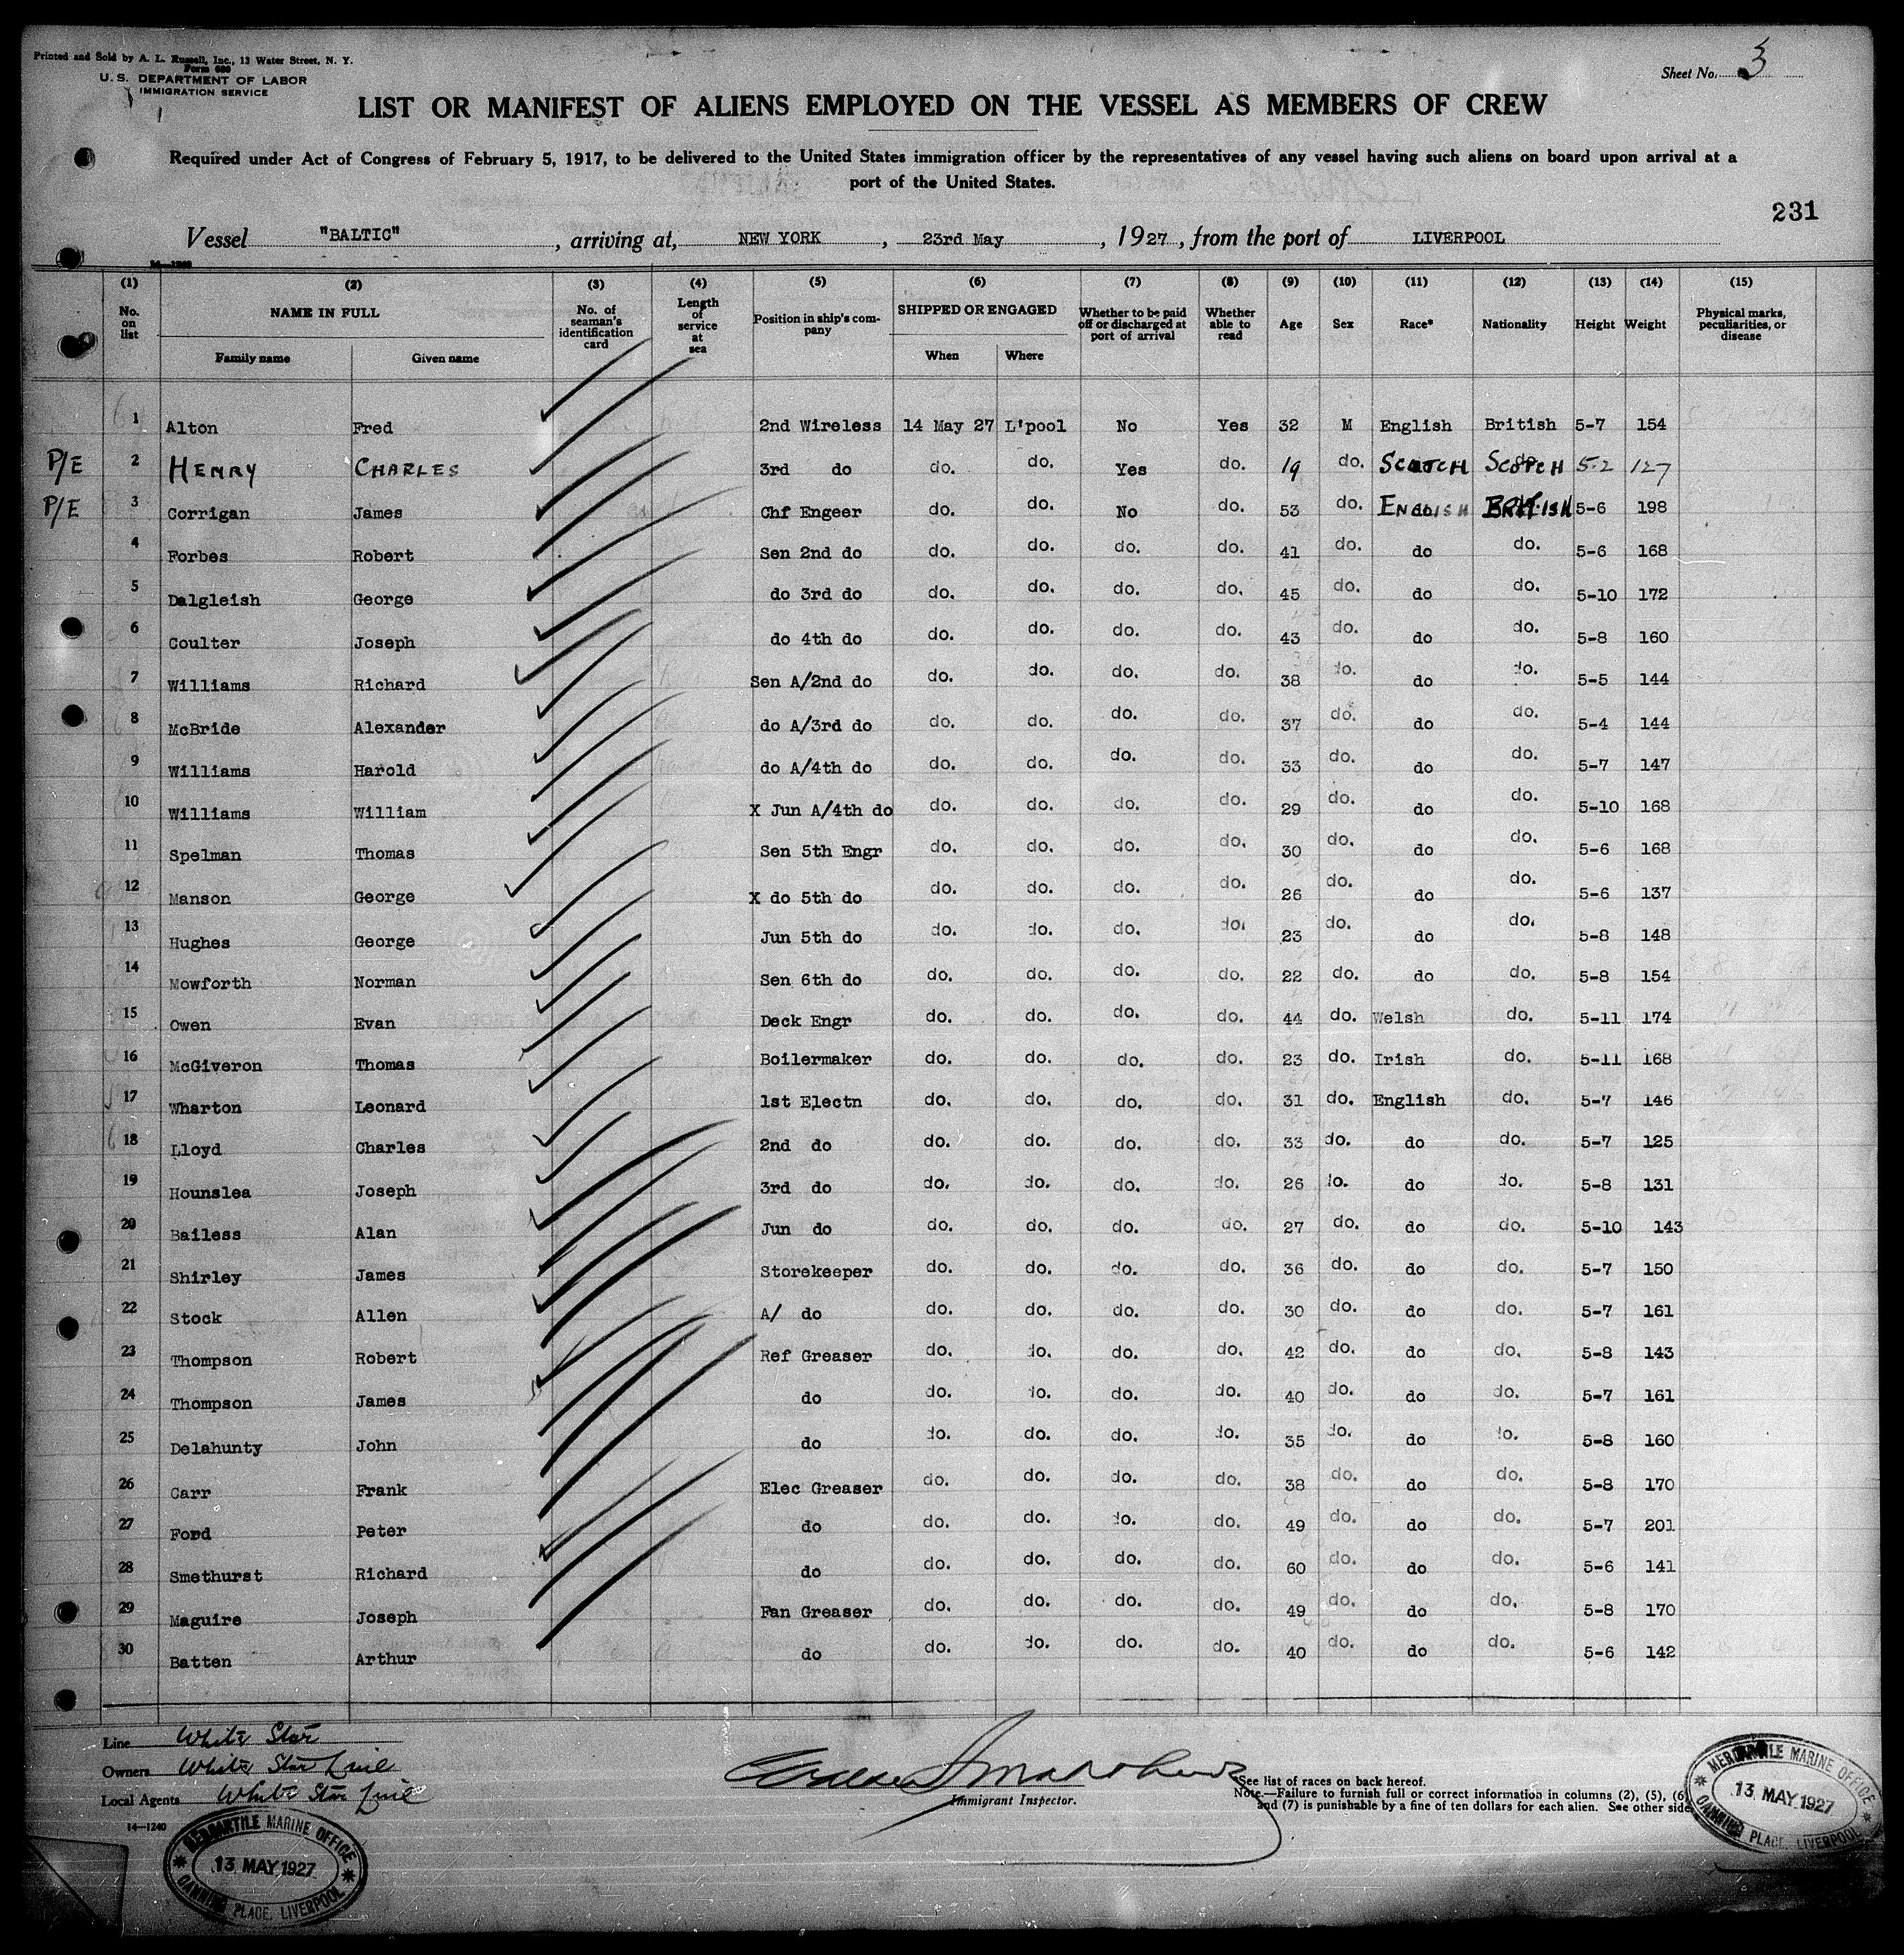 Printed and Sold by A. L. Russell, Inc., 13 Water Street, N. Y.
Form 686
U. S. DEPARTMENT OF LABOR
IMMIGRATION SERVICE
Sheet No. 3
LIST OR MANIFEST OF ALIENS EMPLOYED ON THE VESSEL AS MEMBERS OF CREW
Required under Act of Congress of February 5, 1917, to be delivered to the United States immigration officer by the representatives of any vessel having such aliens on board upon arrival at a
port of the United States.
231
Vessel "BALTIC", arriving at, NEW YORK, 23rd May, 1927, from the port of LIVERPOOL
(1) (2) (3) (4) (5) (6) (7) (8) (9) (10) (11) (12) (13) (14) (15)
No. on list NAME IN FULL Family name Given name No. of seaman's identification card Length of service at sea Position in ship's company SHIPPED OR ENGAGED When Where Whether to be paid off or discharged at port of arrival Whether able to read Age Sex Race* Nationality Height Weight Physical marks, peculiarities, or disease
1 Alton Fred 2nd Wireless 14 May 27 L'pool No Yes 32 M English British 5-7 154
P/E 2 HENRY CHARLES 3rd do do. do. Yes do. 19 do. SCOTCH SCOTCH 5-2 127
P/E 3 Corrigan James Chf Engeer do. do. No do. 53 do. ENGLISH BRITISH 5-6 198
4 Forbes Robert Sen 2nd do do. do. do. do. 41 do. do do. 5-6 168
5 Dalgleish George do 3rd do do. do. do. do. 45 do. do do. 5-10 172
6 Coulter Joseph do 4th do do. do. do. do. 43 do. do do. 5-8 160
7 Williams Richard Sen A/2nd do do. do. do. do. 38 do. do do. 5-5 144
8 McBride Alexander do A/3rd do do. do. do. do. 37 do. do do. 5-4 144
9 Williams Harold do A/4th do do. do. do. do. 33 do. do do. 5-7 147
10 Williams William X Jun A/4th do do. do. do. do. 29 do. do do. 5-10 168
11 Spelman Thomas Sen 5th Engr do. do. do. do. 30 do. do do. 5-6 168
12 Manson George X do 5th do do. do. do. do. 26 do. do do. 5-6 137
13 Hughes George Jun 5th do do. do. do. do. 23 do. do do. 5-8 148
14 Mowforth Norman Sen 6th do do. do. do. do. 22 do. do do. 5-8 154
15 Owen Evan Deck Engr do. do. do. do. 44 do. Welsh do. 5-11 174
16 McGiveron Thomas Boilermaker do. do. do. do. 23 do. Irish do. 5-11 168
17 Wharton Leonard 1st Electn do. do. do. do. 31 do. English do. 5-7 146
18 Lloyd Charles 2nd do do. do. do. do. 33 do. do do. 5-7 125
19 Hounslea Joseph 3rd do do. do. do. do. 26 do. do do. 5-8 131
20 Bailess Alan Jun do do. do. do. do. 27 do. do do. 5-10 143
21 Shirley James Storekeeper do. do. do. do. 36 do. do do. 5-7 150
22 Stock Allen A/ do do. do. do. do. 30 do. do do. 5-7 161
23 Thompson Robert Ref Greaser do. do. do. do. 42 do. do do. 5-8 143
24 Thompson James do do. do. do. do. 40 do. do do. 5-7 161
25 Delahunty John do do. do. do. do. 35 do. do do. 5-8 160
26 Carr Frank Elec Greaser do. do. do. do. 38 do. do do. 5-8 170
27 Ford Peter do do. do. do. do. 49 do. do do. 5-7 201
28 Smethurst Richard do do. do. do. do. 60 do. do do. 5-6 141
29 Maguire Joseph Fan Greaser do. do. do. do. 49 do. do do. 5-8 170
30 Batten Arthur do do. do. do. do. 40 do. do do. 5-6 142
Line White Star
Owners White Star Line
Local Agents White Star Line
14—1240
Immigrant Inspector.
*See list of races on back hereof.
Note.—Failure to furnish full or correct information in columns (2), (5), (6)
and (7) is punishable by a fine of ten dollars for each alien. See other side
MERCANTILE MARINE OFFICE
13 MAY 1927
CANNING PLACE, LIVERPOOL
MERCANTILE MARINE OFFICE
13 MAY 1927
CANNING PLACE, LIVERPOOL